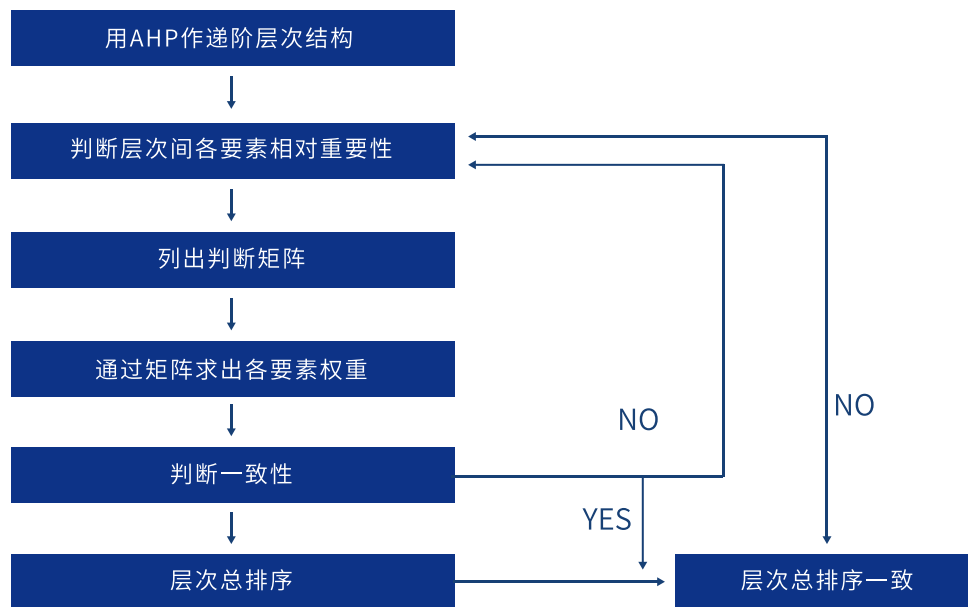 用AHP作递阶层次结构
判断层次间各要素相对重要性
列出判断矩阵
通过矩阵求出各要素权重
NO
NO
判断一致性
YES
层次总排序
层次总排序一致